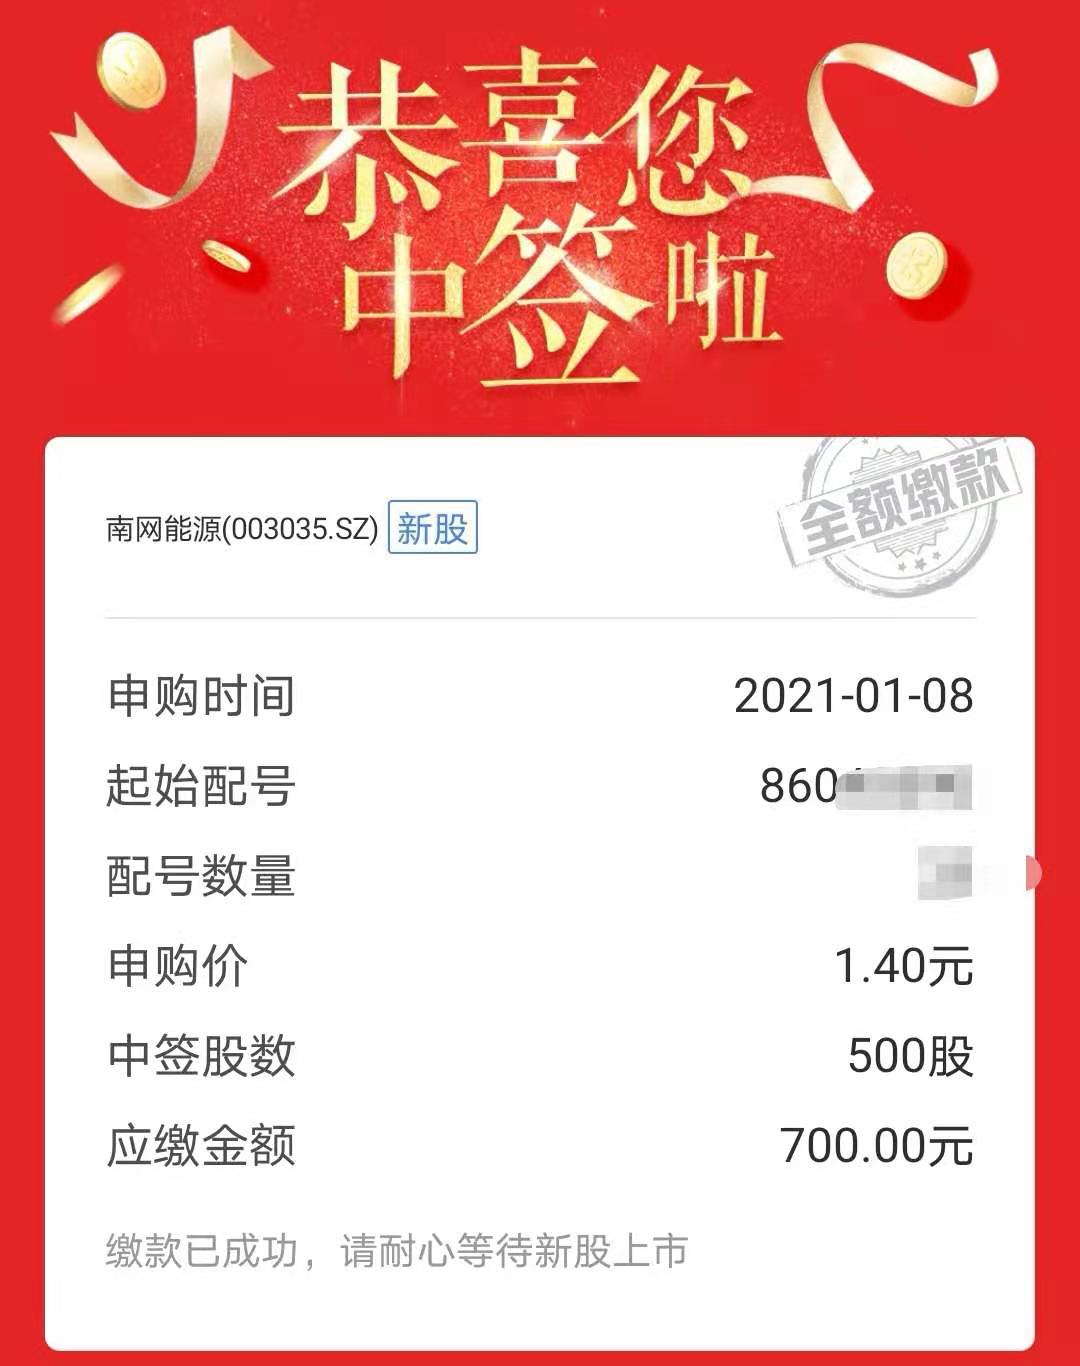 恭喜您
中签啦
全额缴款
南网能源(003035.SZ) 新股
申购时间 2021-01-08
起始配号 860
配号数量
申购价 1.40元
中签股数 500股
应缴金额 700.00元
缴款已成功，请耐心等待新股上市